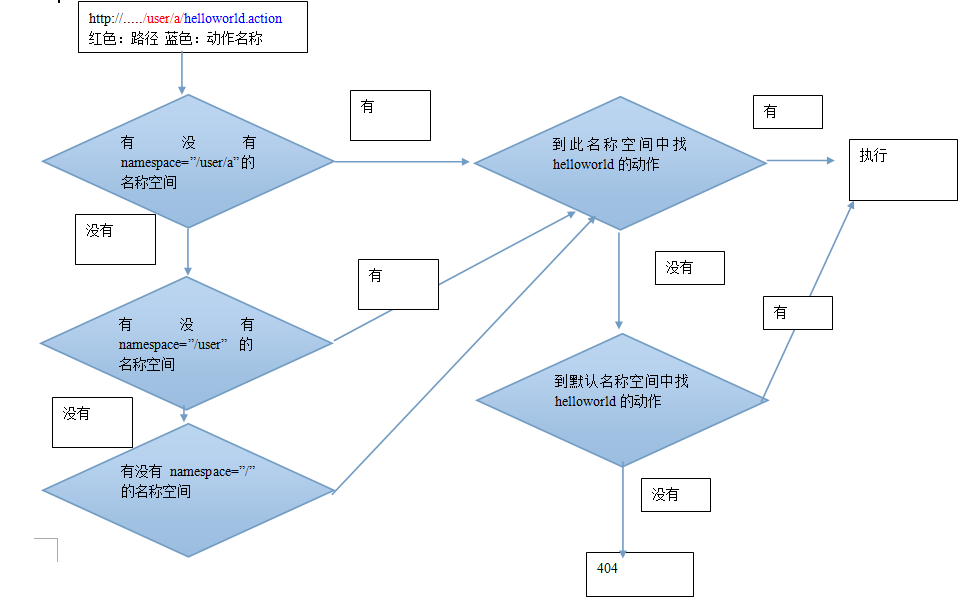 http://...../user/a/helloworld.action
红色：路径 蓝色：动作名称
有 没 有
namespace=”/user/a”的
名称空间
有
到此名称空间中找
helloworld 的动作
有
执行
没有
有 没 有
namespace=”/user” 的
名称空间
有
没有
有
到默认名称空间中找
helloworld 的动作
没有
有没有 namespace=”/”
的名称空间
没有
404